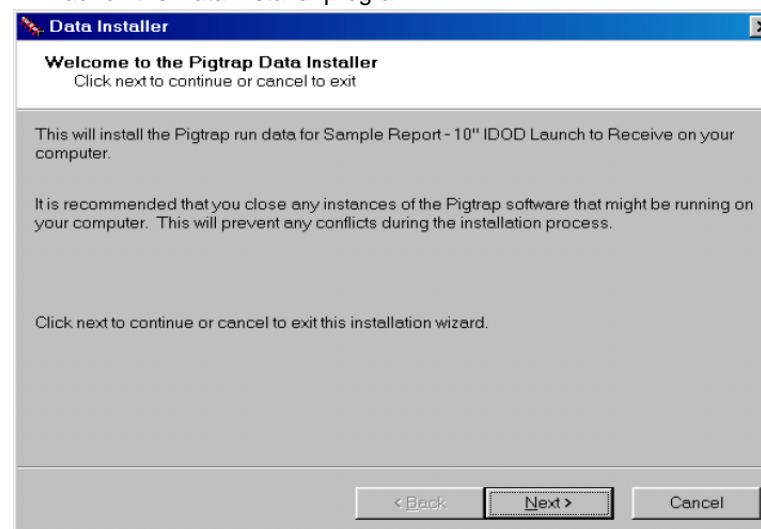 Data Installer
Welcome to the Pigtrap Data Installer
Click next to continue or cancel to exit
This will install the Pigtrap run data for Sample Report - 10" IDOD Launch to Receive on your
computer.
It is recommended that you close any instances of the Pigtrap software that might be running on
your computer. This will prevent any conflicts during the installation process.
Click next to continue or cancel to exit this installation wizard.
< Back Next > Cancel